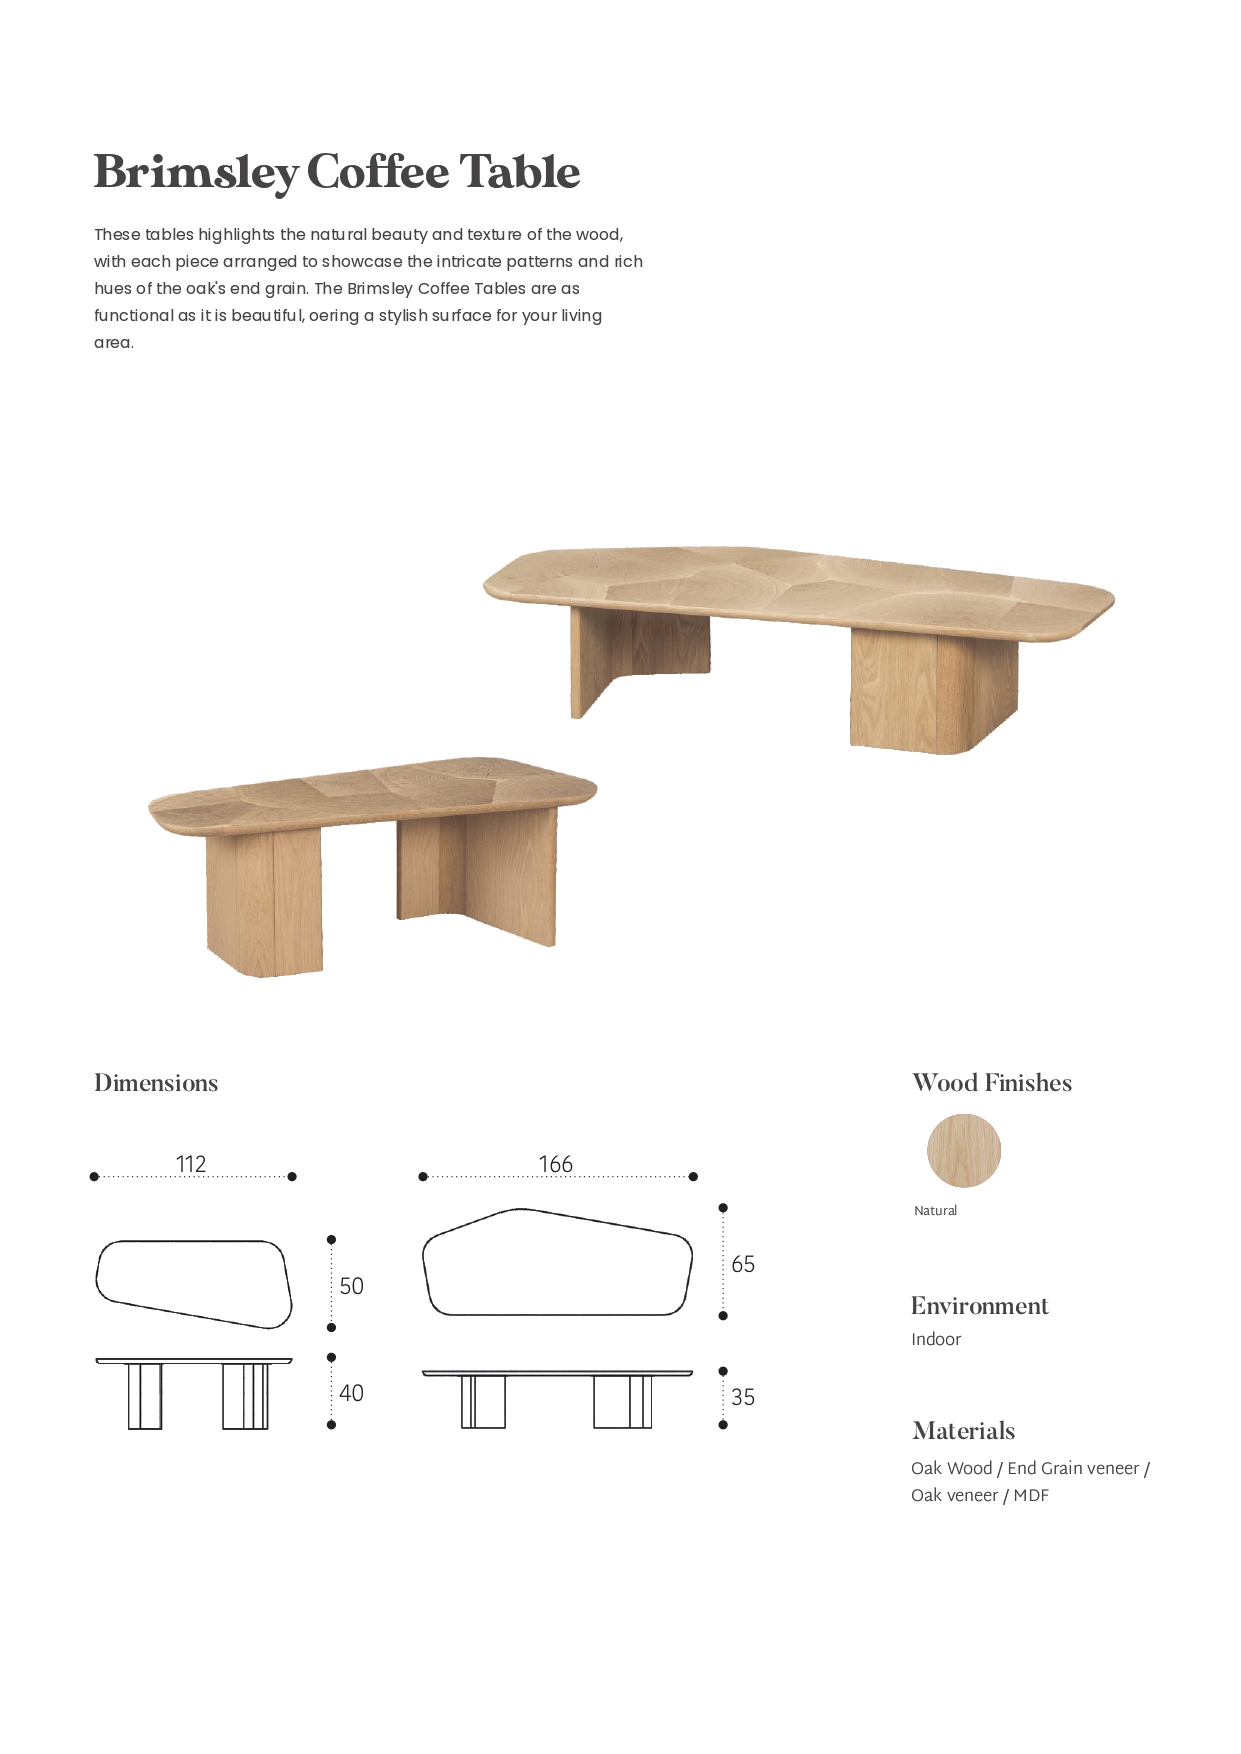 Brimsley Coffee Table
These tables highlights the natural beauty and texture of the wood,
with each piece arranged to showcase the intricate patterns and rich
hues of the oak's end grain. The Brimsley Coffee Tables are as
functional as it is beautiful, oering a stylish surface for your living
area.
Dimensions
112
50
40
166
65
35
Wood Finishes
Natural
Environment
Indoor
Materials
Oak Wood / End Grain veneer /
Oak veneer / MDF